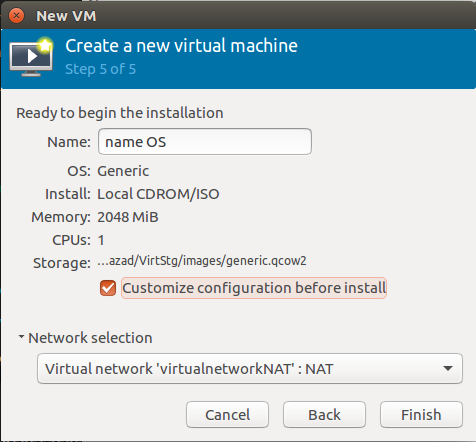 New VM
Create a new virtual machine
Step 5 of 5
Ready to begin the installation
Name: name OS
OS: Generic
Install: Local CDROM/ISO
Memory: 2048 MiB
CPUs: 1
Storage: ...azad/VirtStg/images/generic.qcow2
Customize configuration before install
Network selection
Virtual network 'virtualnetworkNAT' : NAT
Cancel Back Finish